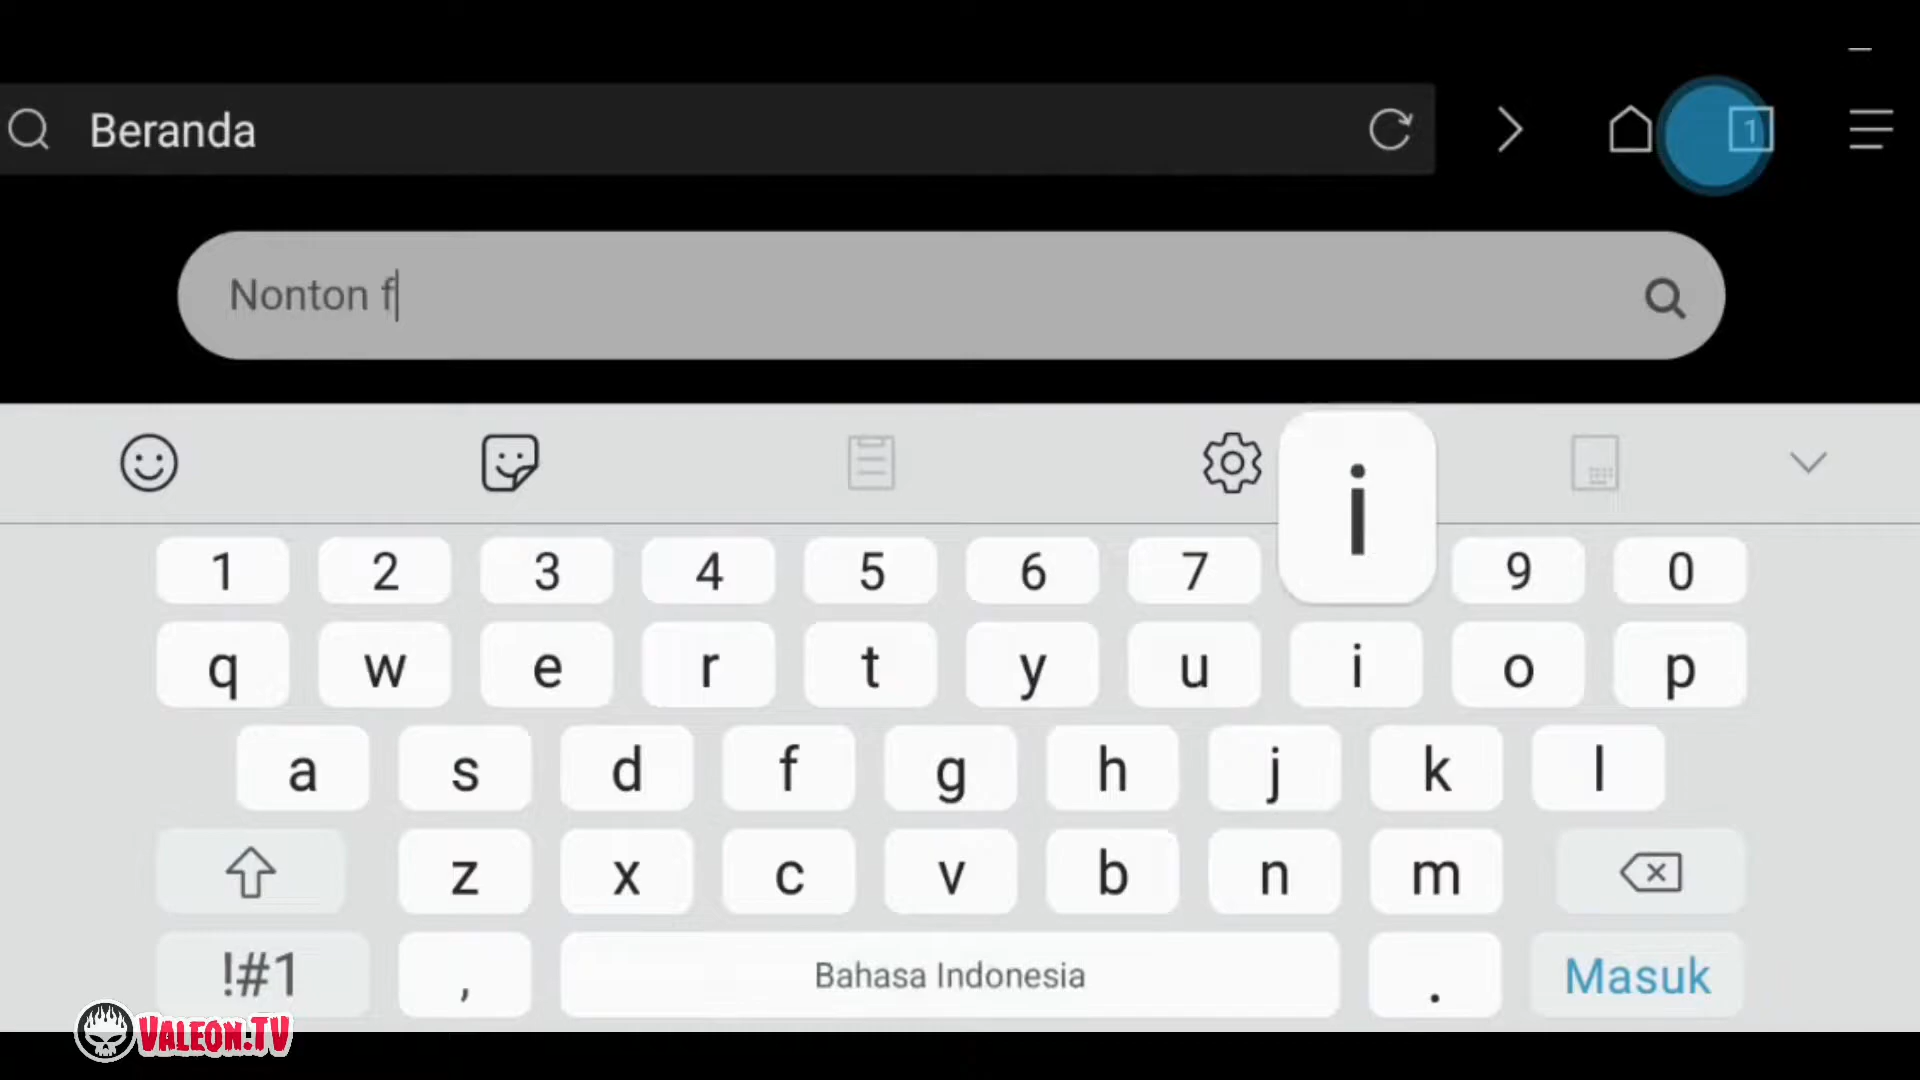 Beranda
1
Nonton f
i
1 2 3 4 5 6 7 9 0
q w e r t y u i o p
a s d f g h j k l
z x c v b n m
!#1 , Bahasa Indonesia . Masuk
VALEON.TV